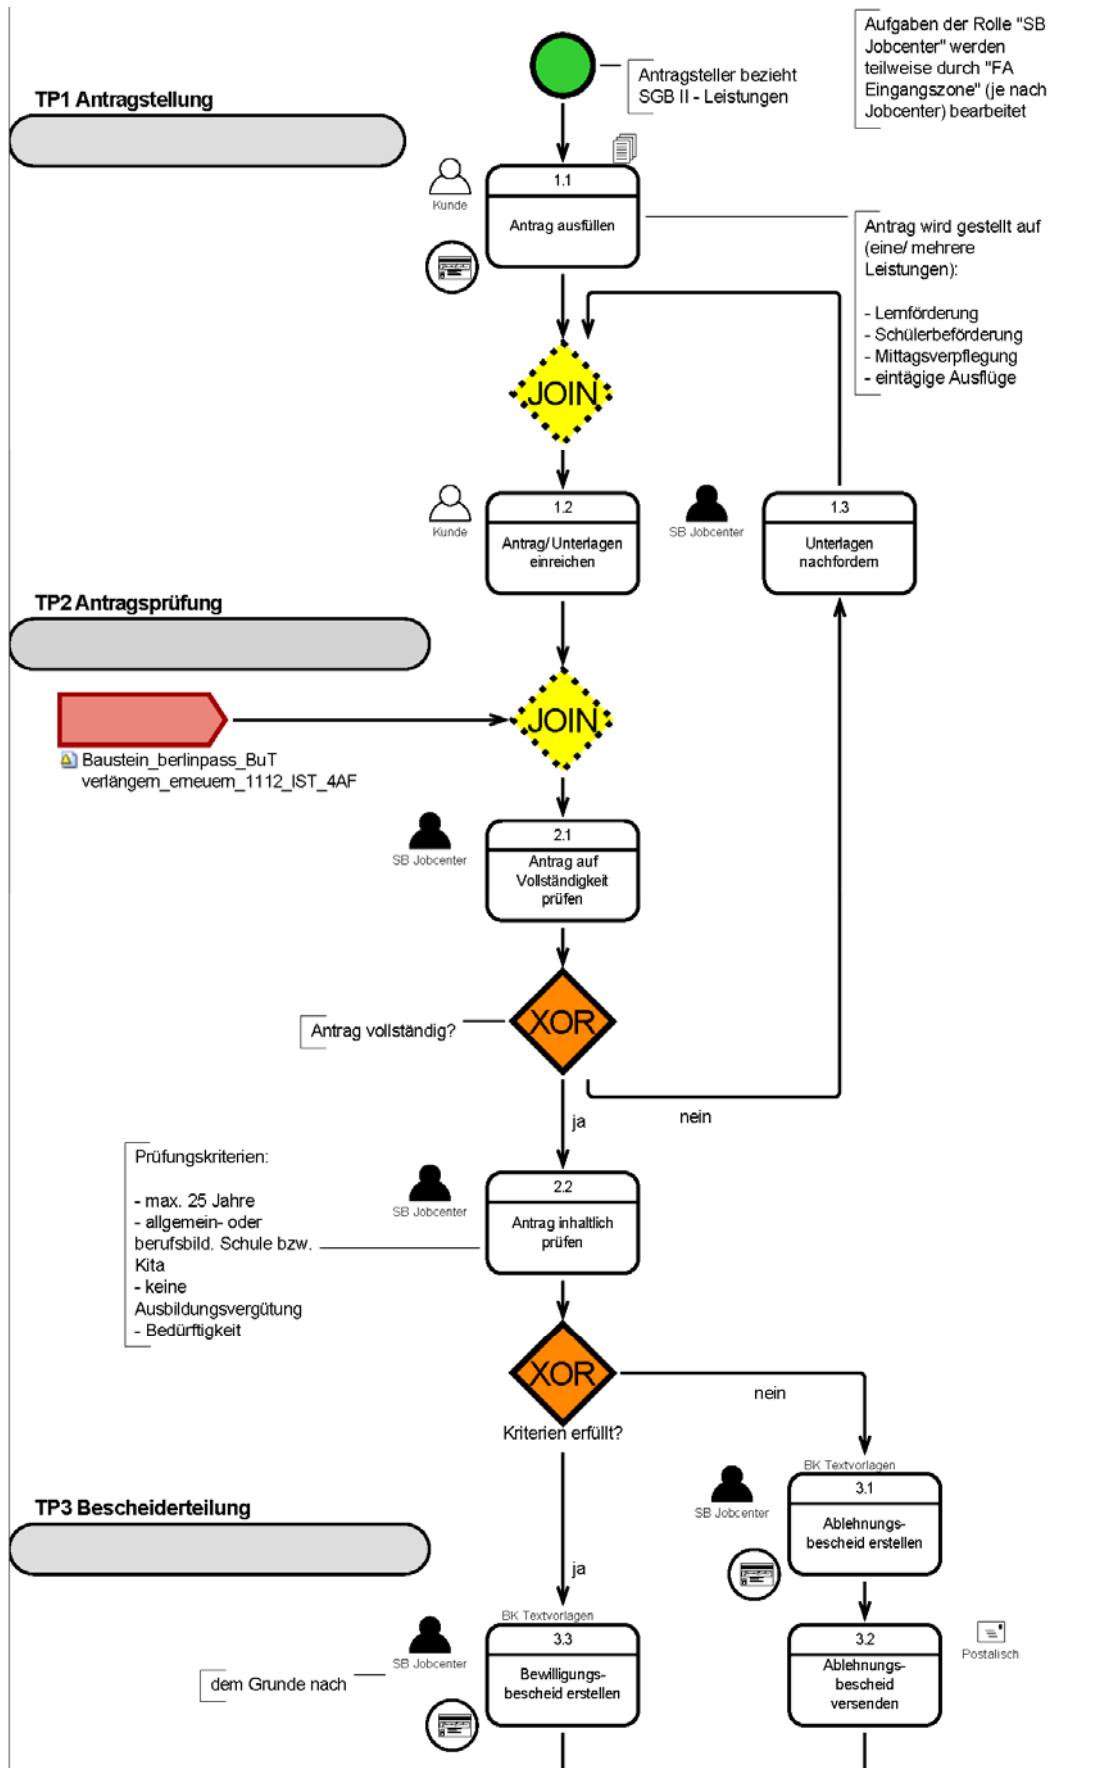 Aufgaben der Rolle "SB
Jobcenter" werden
teilweise durch "FA
Eingangszone" (je nach
Jobcenter) bearbeitet
Antragsteller bezieht
SGB II - Leistungen
TP1 Antragstellung
Kunde
1.1
Antrag ausfüllen
Antrag wird gestellt auf
(eine/ mehrere
Leistungen):
- Lernförderung
- Schülerbeförderung
- Mittagsverpflegung
- eintägige Ausflüge
JOIN
Kunde
1.2
Antrag/ Unterlagen
einreichen
SB Jobcenter
1.3
Unterlagen
nachfordern
TP2 Antragsprüfung
JOIN
Baustein_berlinpass_BuT
verlängern_erneuern_1112_IST_4AF
SB Jobcenter
2.1
Antrag auf
Vollständigkeit
prüfen
XOR
Antrag vollständig?
nein
ja
Prüfungskriterien:
- max. 25 Jahre
- allgemein- oder
berufsbild. Schule bzw.
Kita
- keine
Ausbildungsvergütung
- Bedürftigkeit
SB Jobcenter
2.2
Antrag inhaltlich
prüfen
XOR
nein
Kriterien erfüllt?
BK Textvorlagen
SB Jobcenter
3.1
Ablehnungs-
bescheid erstellen
TP3 Bescheiderteilung
ja
BK Textvorlagen
SB Jobcenter
3.3
Bewilligungs-
bescheid erstellen
dem Grunde nach
3.2
Ablehnungs-
bescheid
versenden
Postalisch